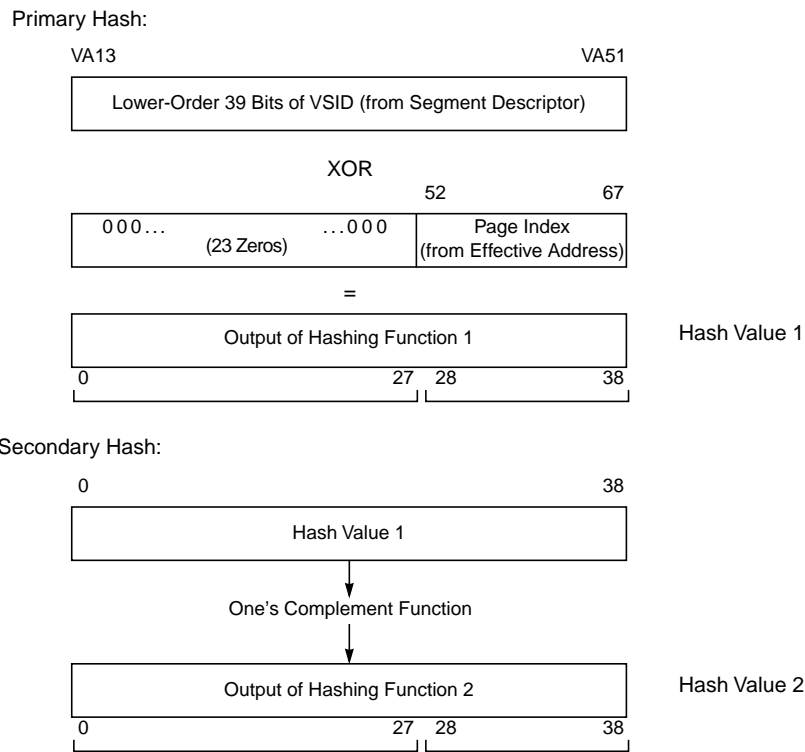 Primary Hash:
VA13 VA51
Lower-Order 39 Bits of VSID (from Segment Descriptor)
XOR
52 67
000... ...000
(23 Zeros)
Page Index
(from Effective Address)
=
Output of Hashing Function 1
Hash Value 1
0 27 28 38
Secondary Hash:
0 38
Hash Value 1
One's Complement Function
Output of Hashing Function 2
Hash Value 2
0 27 28 38